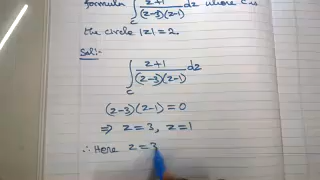 formula ∫_C (z+1)/((z-3)(z-1)) dz where C is
the circle |z|=2.
Sol:-
∫_C (z+1)/((z-3)(z-1)) dz
(z-3)(z-1) = 0
⇒ z=3, z=1
∴ Here z=3